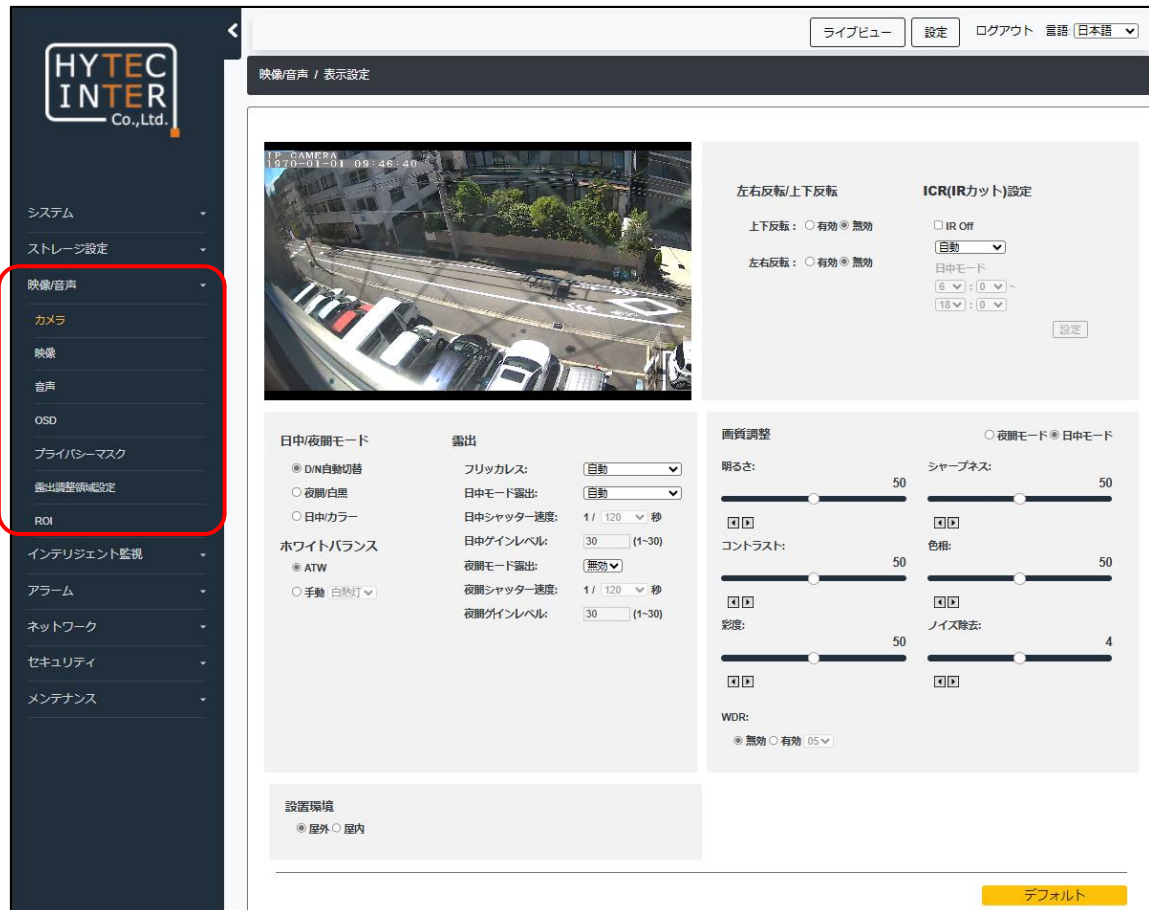 HYTEC
INTER
Co.,Ltd.
ライブビュー 設定 ログアウト 言語: 日本語
映像/音声 / 表示設定
システム
ストレージ設定
映像/音声
カメラ
映像
音声
OSD
プライバシーマスク
露出調整領域設定
ROI
インテリジェント監視
アラーム
ネットワーク
セキュリティ
メンテナンス
IP CAMERA
1970-01-01 09:46:40
左右反転/上下反転
上下反転： 有効 無効
左右反転： 有効 無効
ICR(IRカット)設定
IR Off
自動
日中モード
6 : 0 ~
18 : 0
設定
日中/夜間モード
D/N自動切替
夜間/白黒
日中/カラー
ホワイトバランス
ATW
手動 白熱灯
露出
フリッカレス: 自動
日中モード露出: 自動
日中シャッター速度: 1 / 120 秒
日中ゲインレベル: 30 (1~30)
夜間モード露出: 無効
夜間シャッター速度: 1 / 120 秒
夜間ゲインレベル: 30 (1~30)
画質調整 夜間モード 日中モード
明るさ: シャープネス:
50 50
コントラスト: 色相:
50 50
彩度: ノイズ除去:
50 4
WDR:
無効 有効 05
設置環境
屋外 屋内
デフォルト